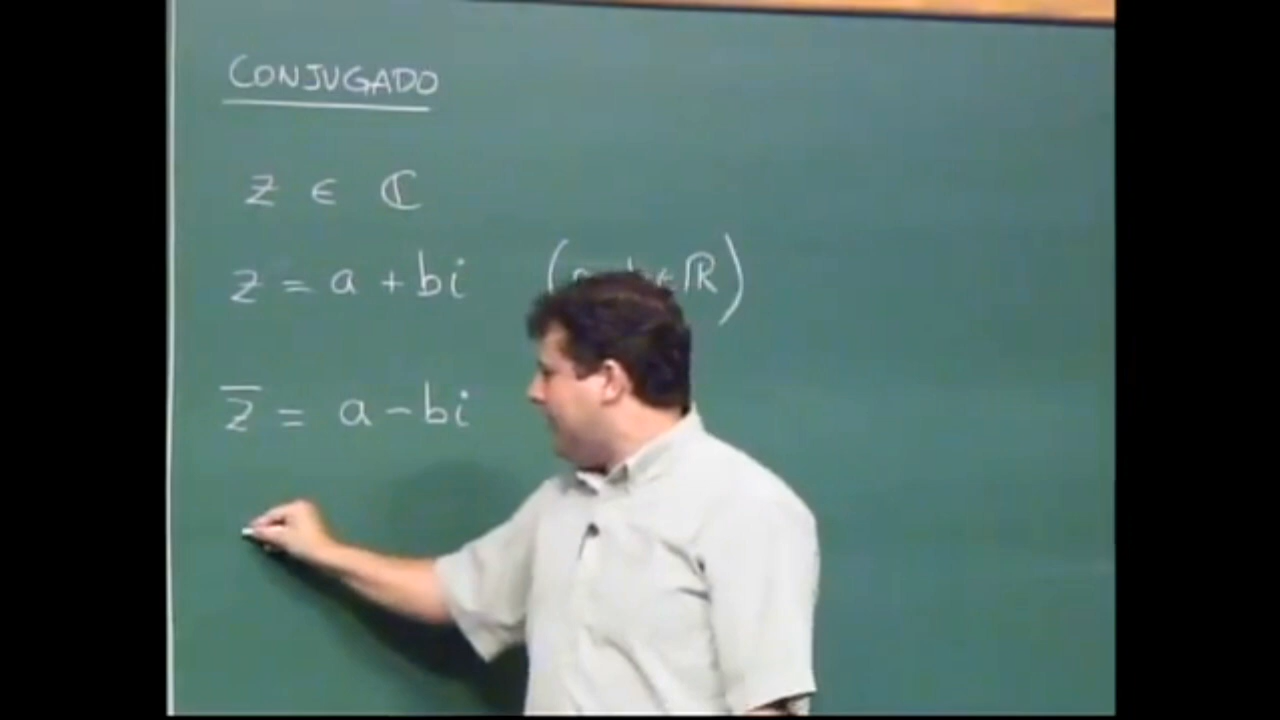 CONJUGADO
z ∈ ℂ
z = a + bi ( ∈ ℝ)
z̅ = a − bi